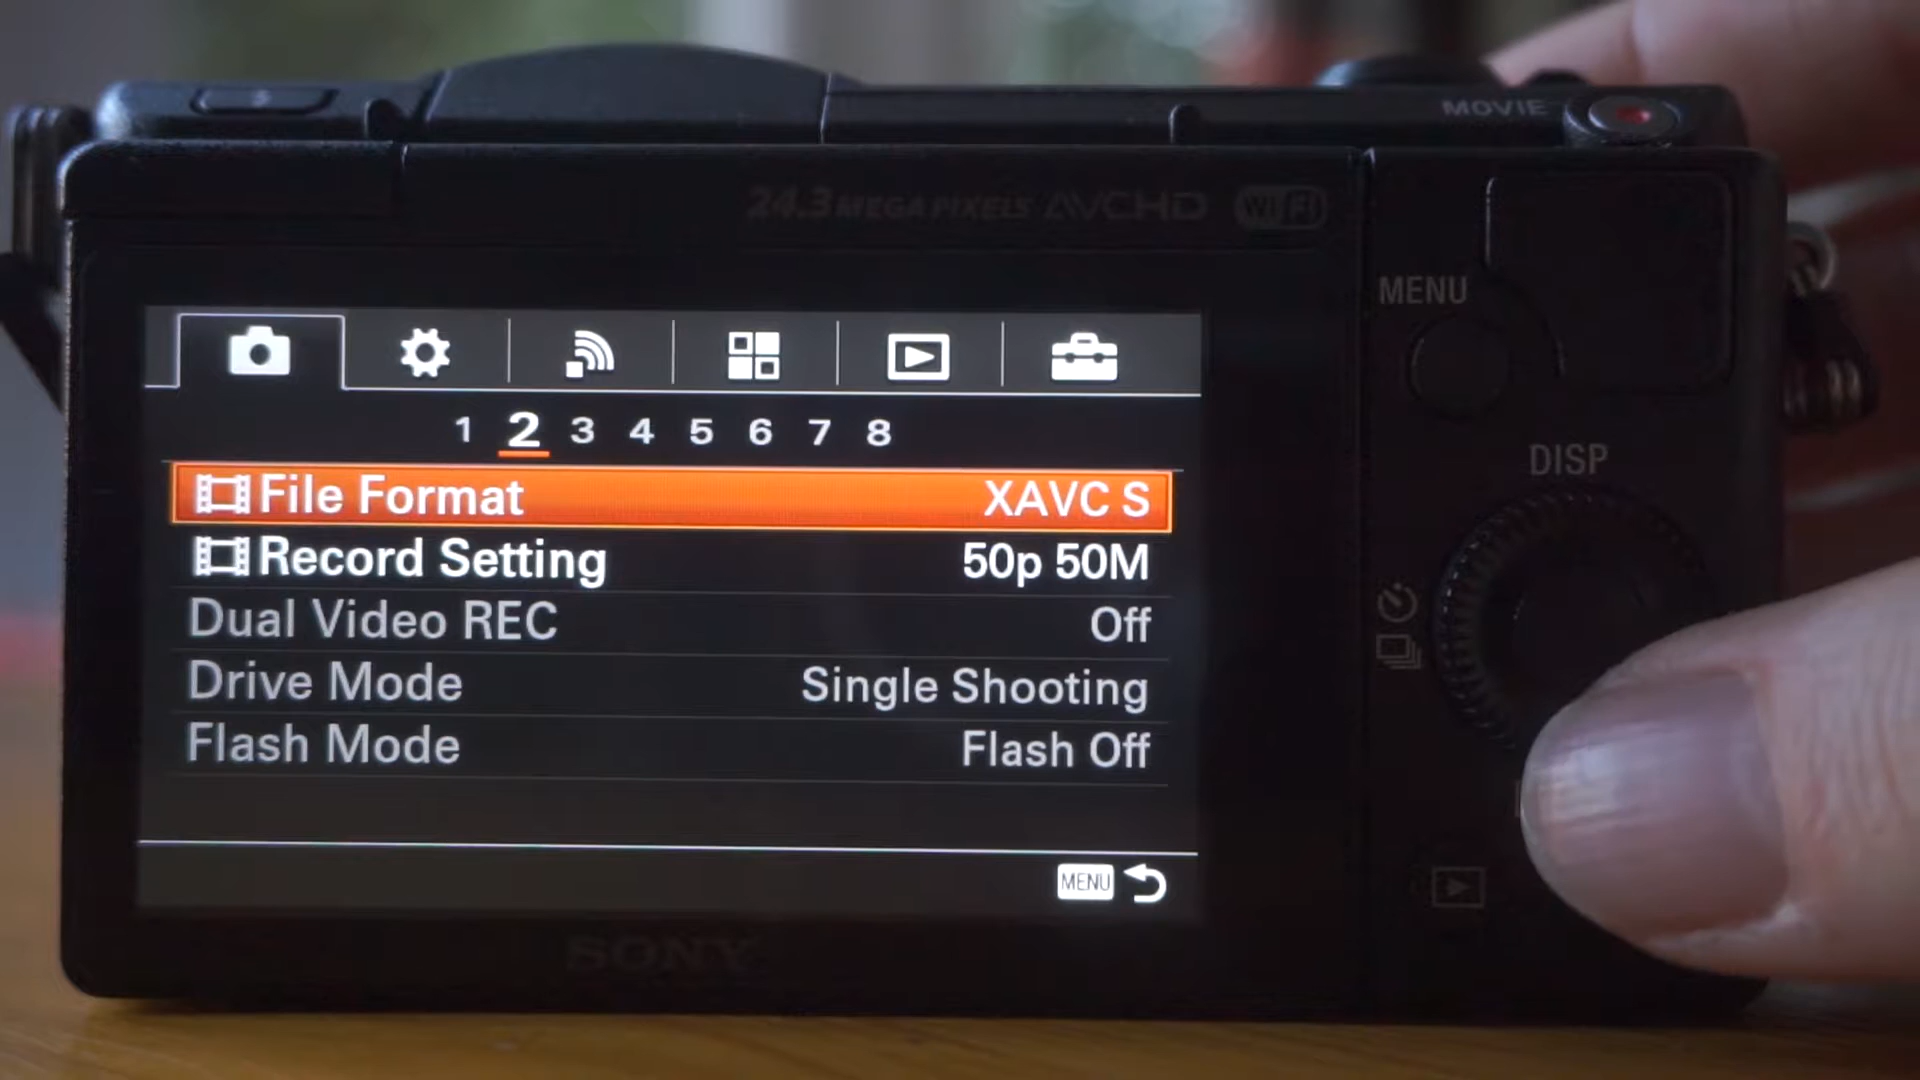 MOVIE
24.3 MEGA PIXELS AVCHD Wi Fi
MENU
1 2 3 4 5 6 7 8
File Format XAVC S
Record Setting 50p 50M
Dual Video REC Off
Drive Mode Single Shooting
Flash Mode Flash Off
MENU
DISP
SONY